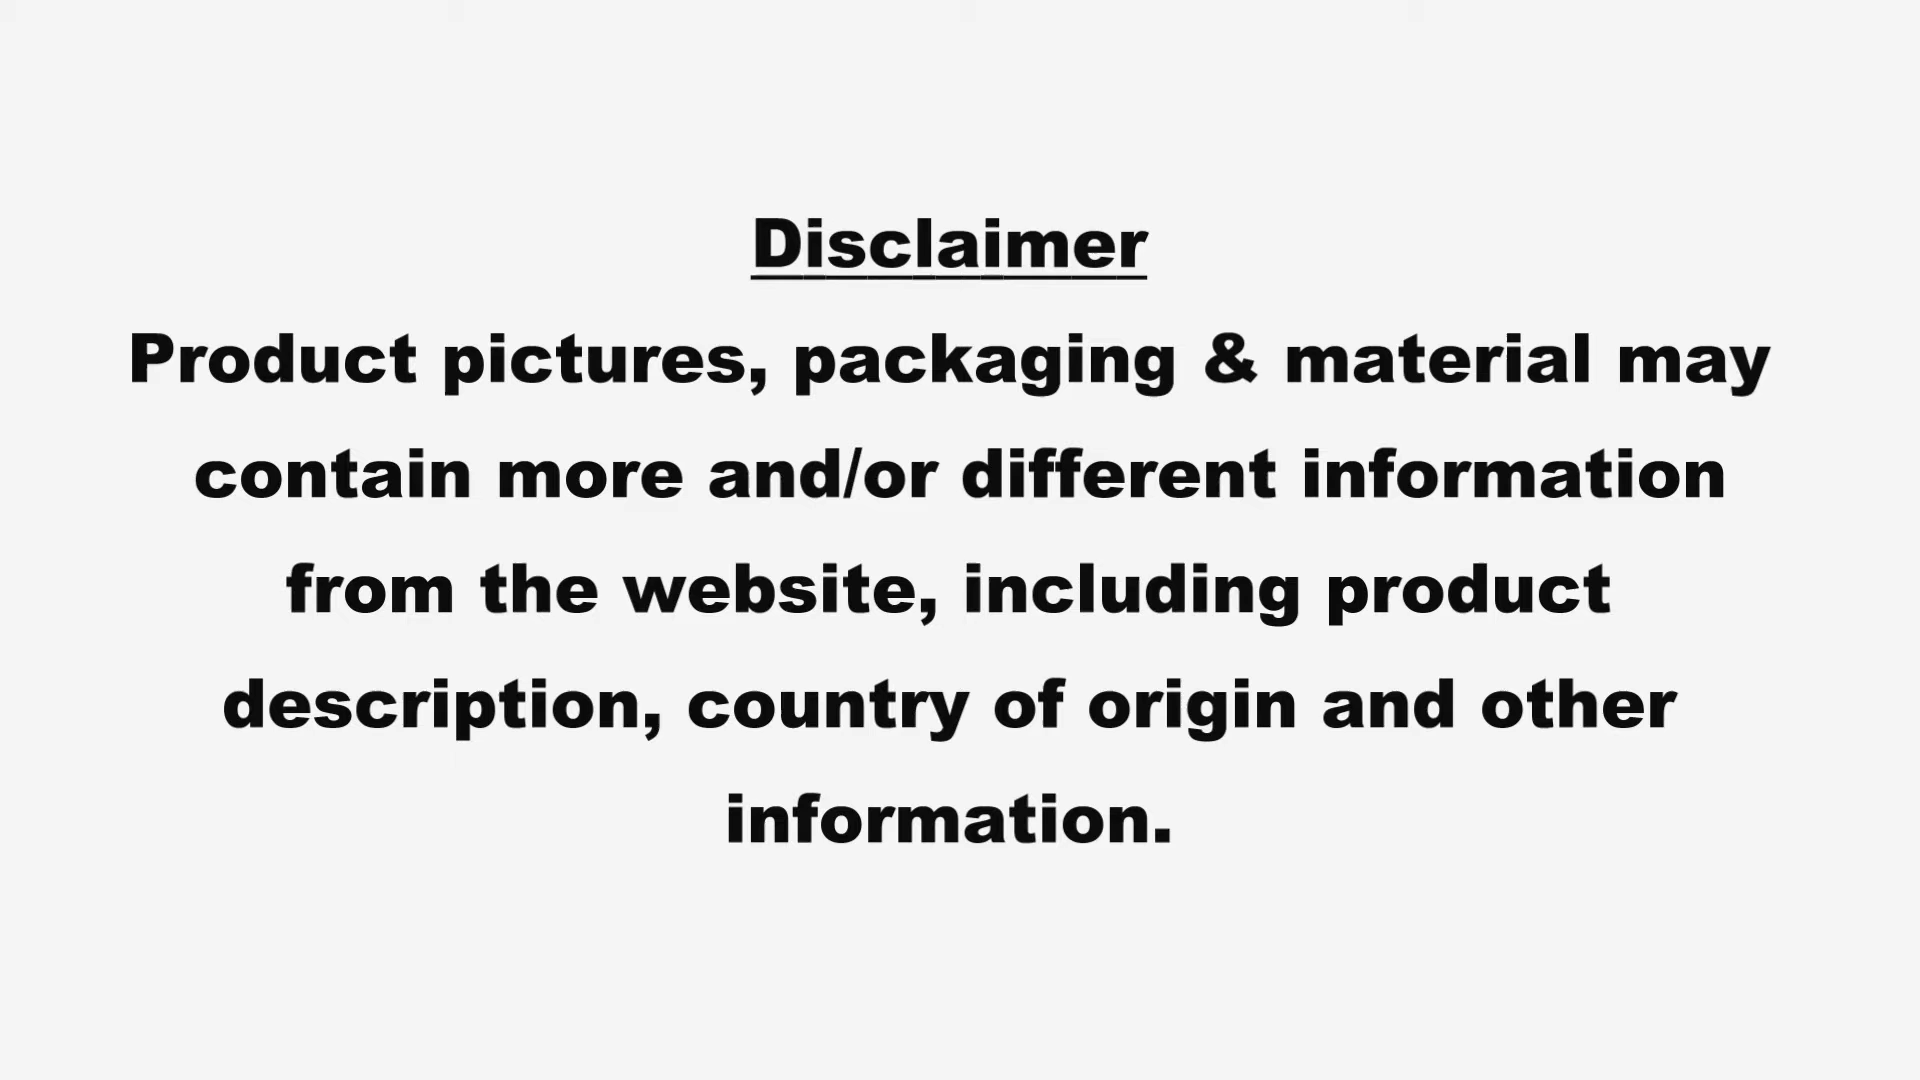 Disclaimer
Product pictures, packaging & material may
contain more and/or different information
from the website, including product
description, country of origin and other
information.